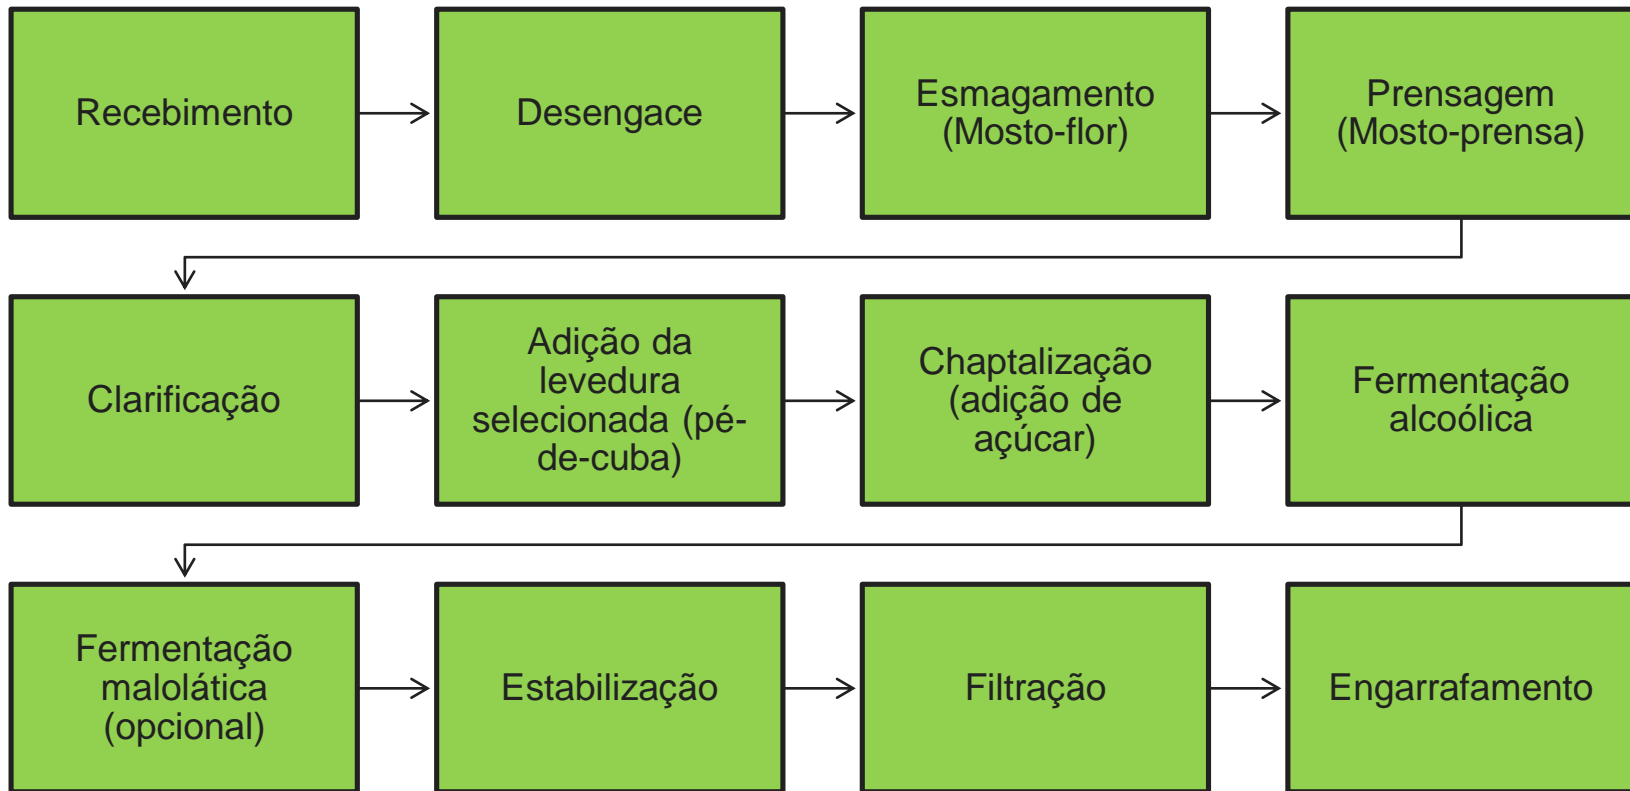 Recebimento
Desengace
Esmagamento
(Mosto-flor)
Prensagem
(Mosto-prensa)
Clarificação
Adição da
levedura
selecionada (pé-
de-cuba)
Chaptalização
(adição de
açúcar)
Fermentação
alcoólica
Fermentação
malolática
(opcional)
Estabilização
Filtração
Engarrafamento